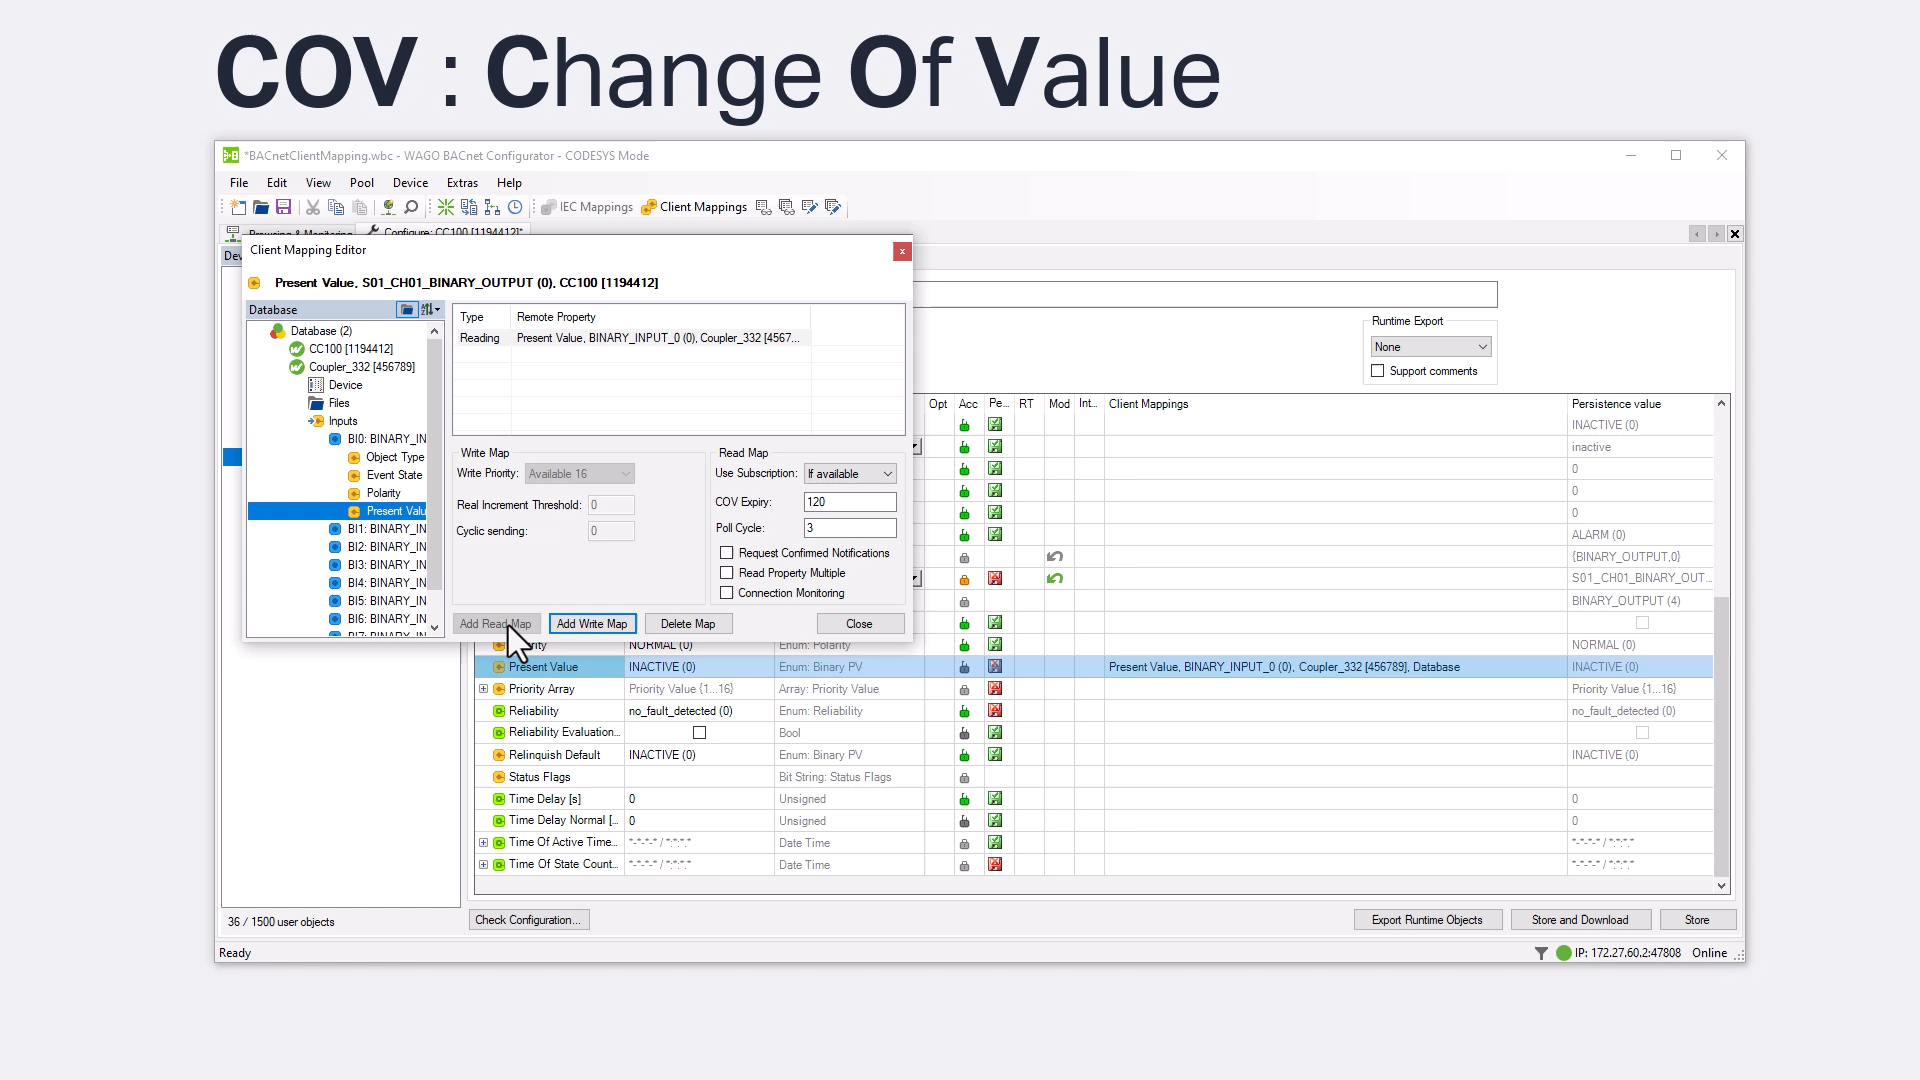 COV : Change Of Value
*BACnetClientMapping.wbc - WAGO BACnet Configurator - CODESYS Mode
File Edit View Pool Device Extras Help
IEC Mappings Client Mappings
Configure: CC100 [1194412]*
Client Mapping Editor
Present Value, S01_CH01_BINARY_OUTPUT (0), CC100 [1194412]
Database
Database (2)
CC100 [1194412]
Coupler_332 [456789]
Device
Files
Inputs
BI0: BINARY_IN
Object Type
Event State
Polarity
Present Valu
BI1: BINARY_IN
BI2: BINARY_IN
BI3: BINARY_IN
BI4: BINARY_IN
BI5: BINARY_IN
BI6: BINARY_IN
BI7: BINARY_IN
Type Remote Property
Reading Present Value, BINARY_INPUT_0 (0), Coupler_332 [4567...
Write Map
Write Priority: Available 16
Real Increment Threshold: 0
Cyclic sending: 0
Read Map
Use Subscription: If available
COV Expiry: 120
Poll Cycle: 3
Request Confirmed Notifications
Read Property Multiple
Connection Monitoring
Add Read Map Add Write Map Delete Map Close
Runtime Export
None
Support comments
Opt Acc Pe... RT Mod Int... Client Mappings Persistence value
INACTIVE (0)
inactive
0
0
0
ALARM (0)
{BINARY_OUTPUT,0}
S01_CH01_BINARY_OUT...
BINARY_OUTPUT (4)
NORMAL (0) Enum: Polarity NORMAL (0)
Present Value INACTIVE (0) Enum: Binary PV Present Value, BINARY_INPUT_0 (0), Coupler_332 [456789], Database INACTIVE (0)
Priority Array Priority Value {1...16} Array: Priority Value Priority Value {1...16}
Reliability no_fault_detected (0) Enum: Reliability no_fault_detected (0)
Reliability Evaluation... Bool
Relinquish Default INACTIVE (0) Enum: Binary PV INACTIVE (0)
Status Flags Bit String: Status Flags
Time Delay [s] 0 Unsigned 0
Time Delay Normal [... 0 Unsigned 0
Time Of Active Time... *-*-*-* / *:*:*.* Date Time *-*-*-* / *:*:*.*
Time Of State Count... *-*-*-* / *:*:*.* Date Time *-*-*-* / *:*:*.*
36 / 1500 user objects
Check Configuration... Export Runtime Objects Store and Download Store
Ready IP: 172.27.60.2:47808 Online